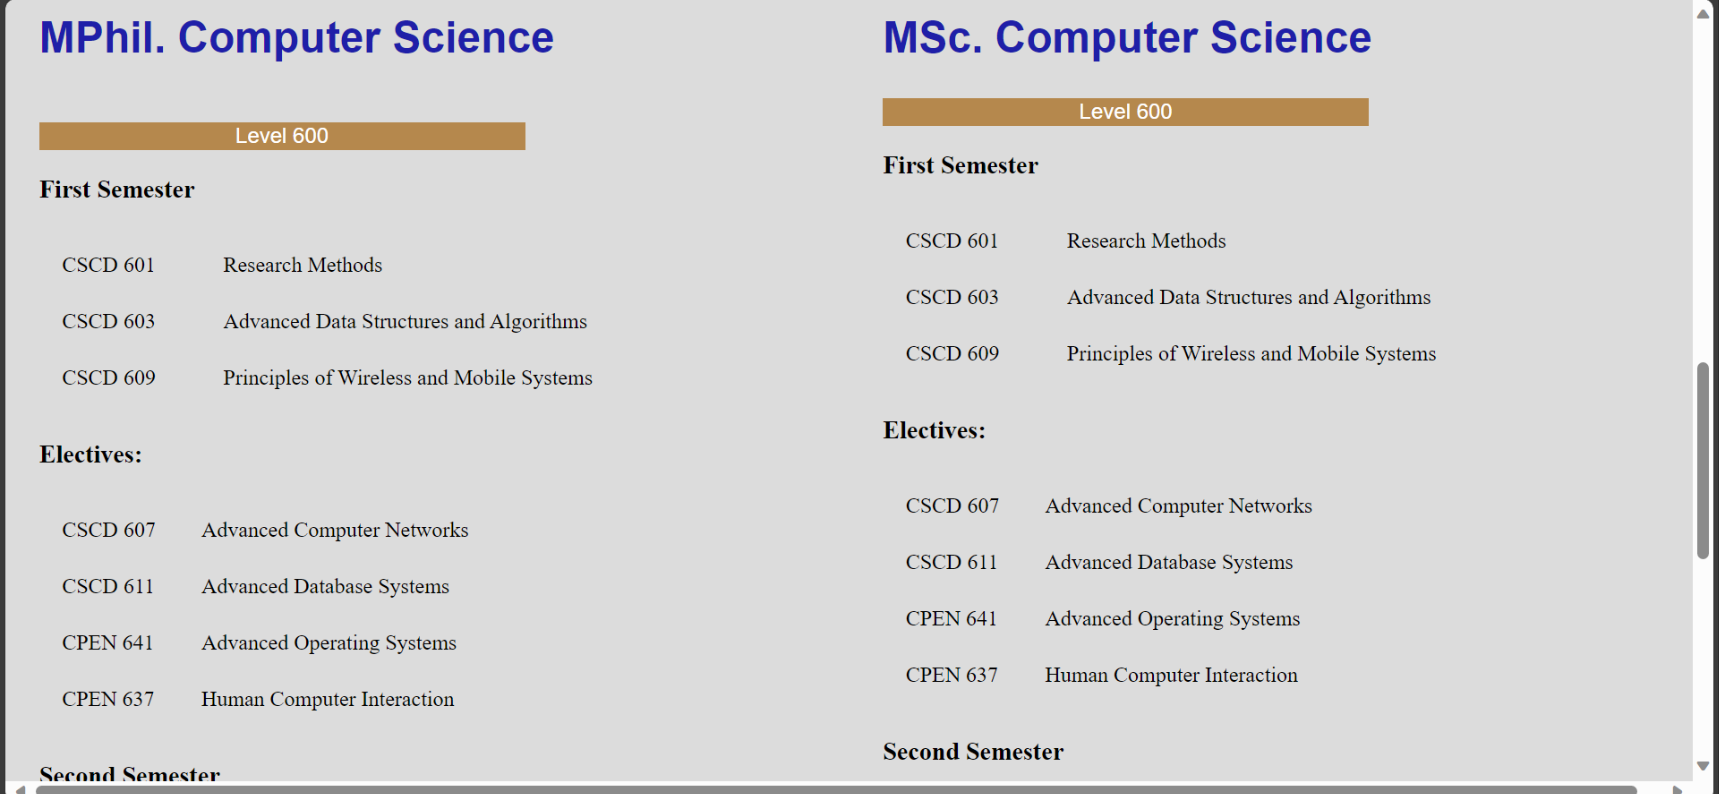 MPhil. Computer Science
Level 600
First Semester
CSCD 601 Research Methods
CSCD 603 Advanced Data Structures and Algorithms
CSCD 609 Principles of Wireless and Mobile Systems
Electives:
CSCD 607 Advanced Computer Networks
CSCD 611 Advanced Database Systems
CPEN 641 Advanced Operating Systems
CPEN 637 Human Computer Interaction
Second Semester
MSc. Computer Science
Level 600
First Semester
CSCD 601 Research Methods
CSCD 603 Advanced Data Structures and Algorithms
CSCD 609 Principles of Wireless and Mobile Systems
Electives:
CSCD 607 Advanced Computer Networks
CSCD 611 Advanced Database Systems
CPEN 641 Advanced Operating Systems
CPEN 637 Human Computer Interaction
Second Semester